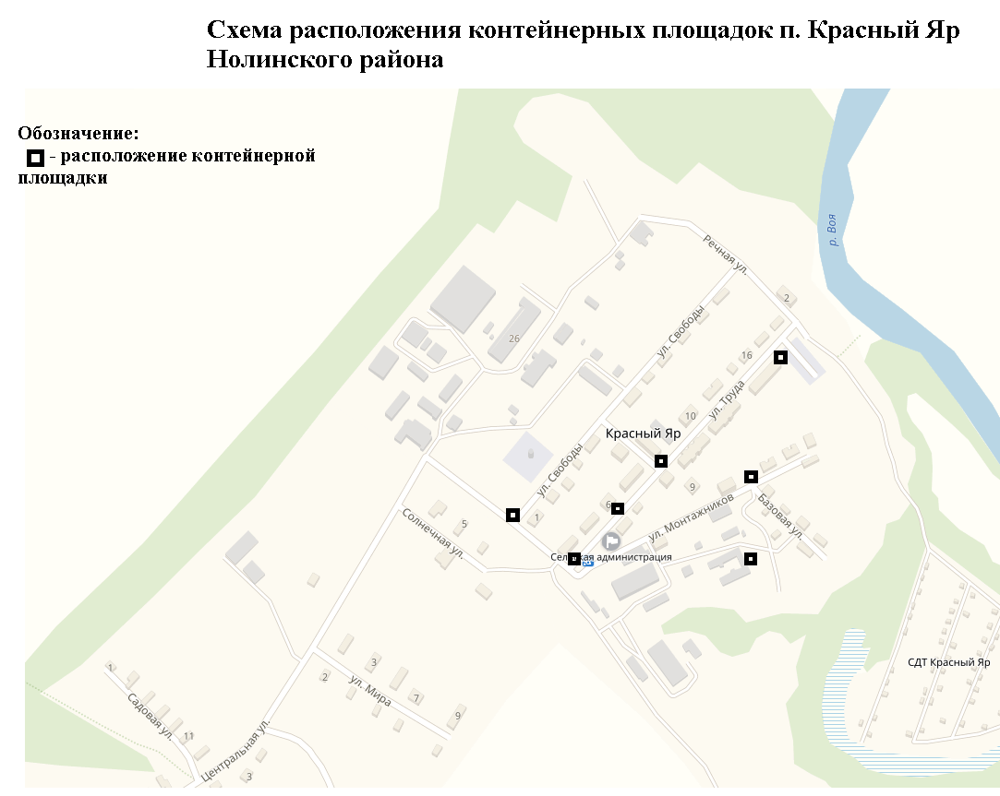 Схема расположения контейнерных площадок п. Красный Яр
Нолинского района
Обозначение:
- расположение контейнерной
площадки
р. Воя
Речная ул.
2
ул. Свободы
26
16
ул. Труда
10
Красный Яр
ул. Свободы
9
6
1
ул. Монтажников
Базовая ул.
Солнечная ул.
5
администрация
СДТ Красный Яр
3
2
ул. Мира
7
9
Садовая ул.
11
Центральная ул.
3